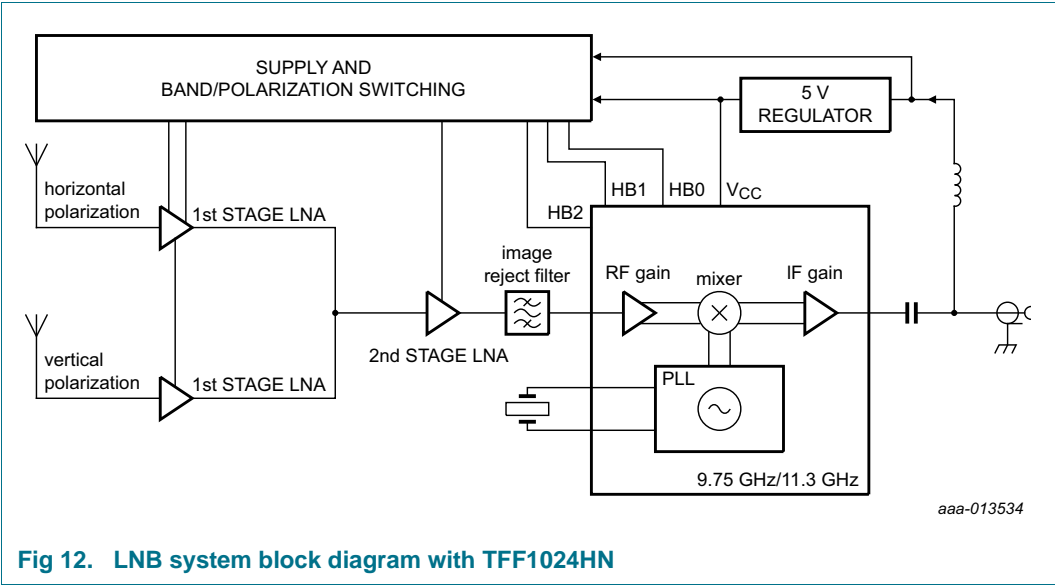 SUPPLY AND
BAND/POLARIZATION SWITCHING
5 V
REGULATOR
horizontal
polarization
1st STAGE LNA
HB1
HB0
VCC
HB2
image
reject filter
RF gain
mixer
IF gain
2nd STAGE LNA
vertical
polarization
1st STAGE LNA
PLL
9.75 GHz/11.3 GHz
aaa-013534
Fig 12. LNB system block diagram with TFF1024HN